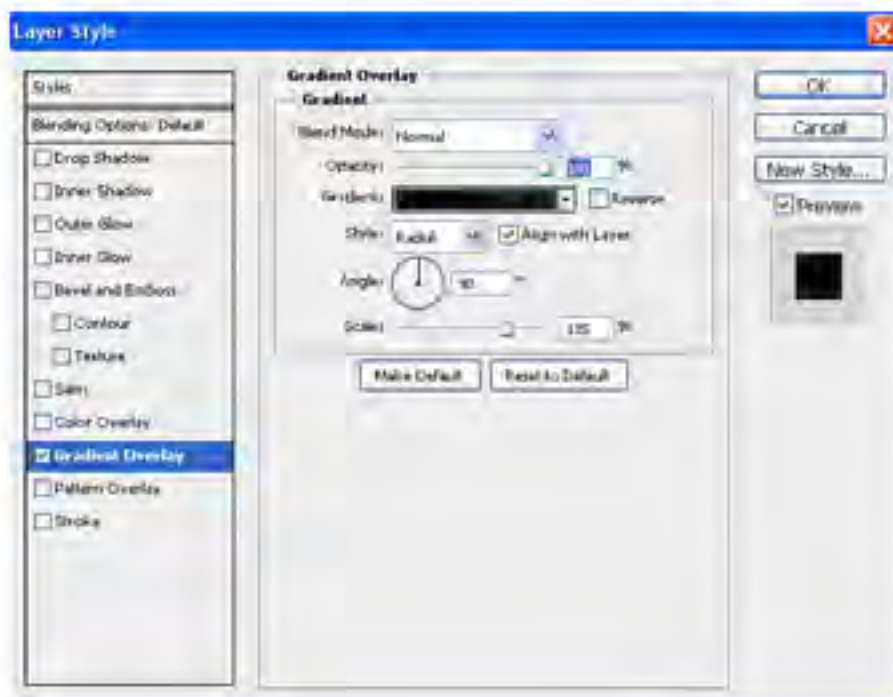 Layer Style
Styles
Blending Options: Default
Drop Shadow
Inner Shadow
Outer Glow
Inner Glow
Bevel and Emboss
Contour
Texture
Satin
Color Overlay
Gradient Overlay
Pattern Overlay
Stroke
Gradient Overlay
Gradient
Blend Mode: Normal
Opacity: 100 %
Gradient: Reverse
Style: Radial Align with Layer
Angle: 90 °
Scale: %
Make Default Reset to Default
OK
Cancel
New Style...
Preview